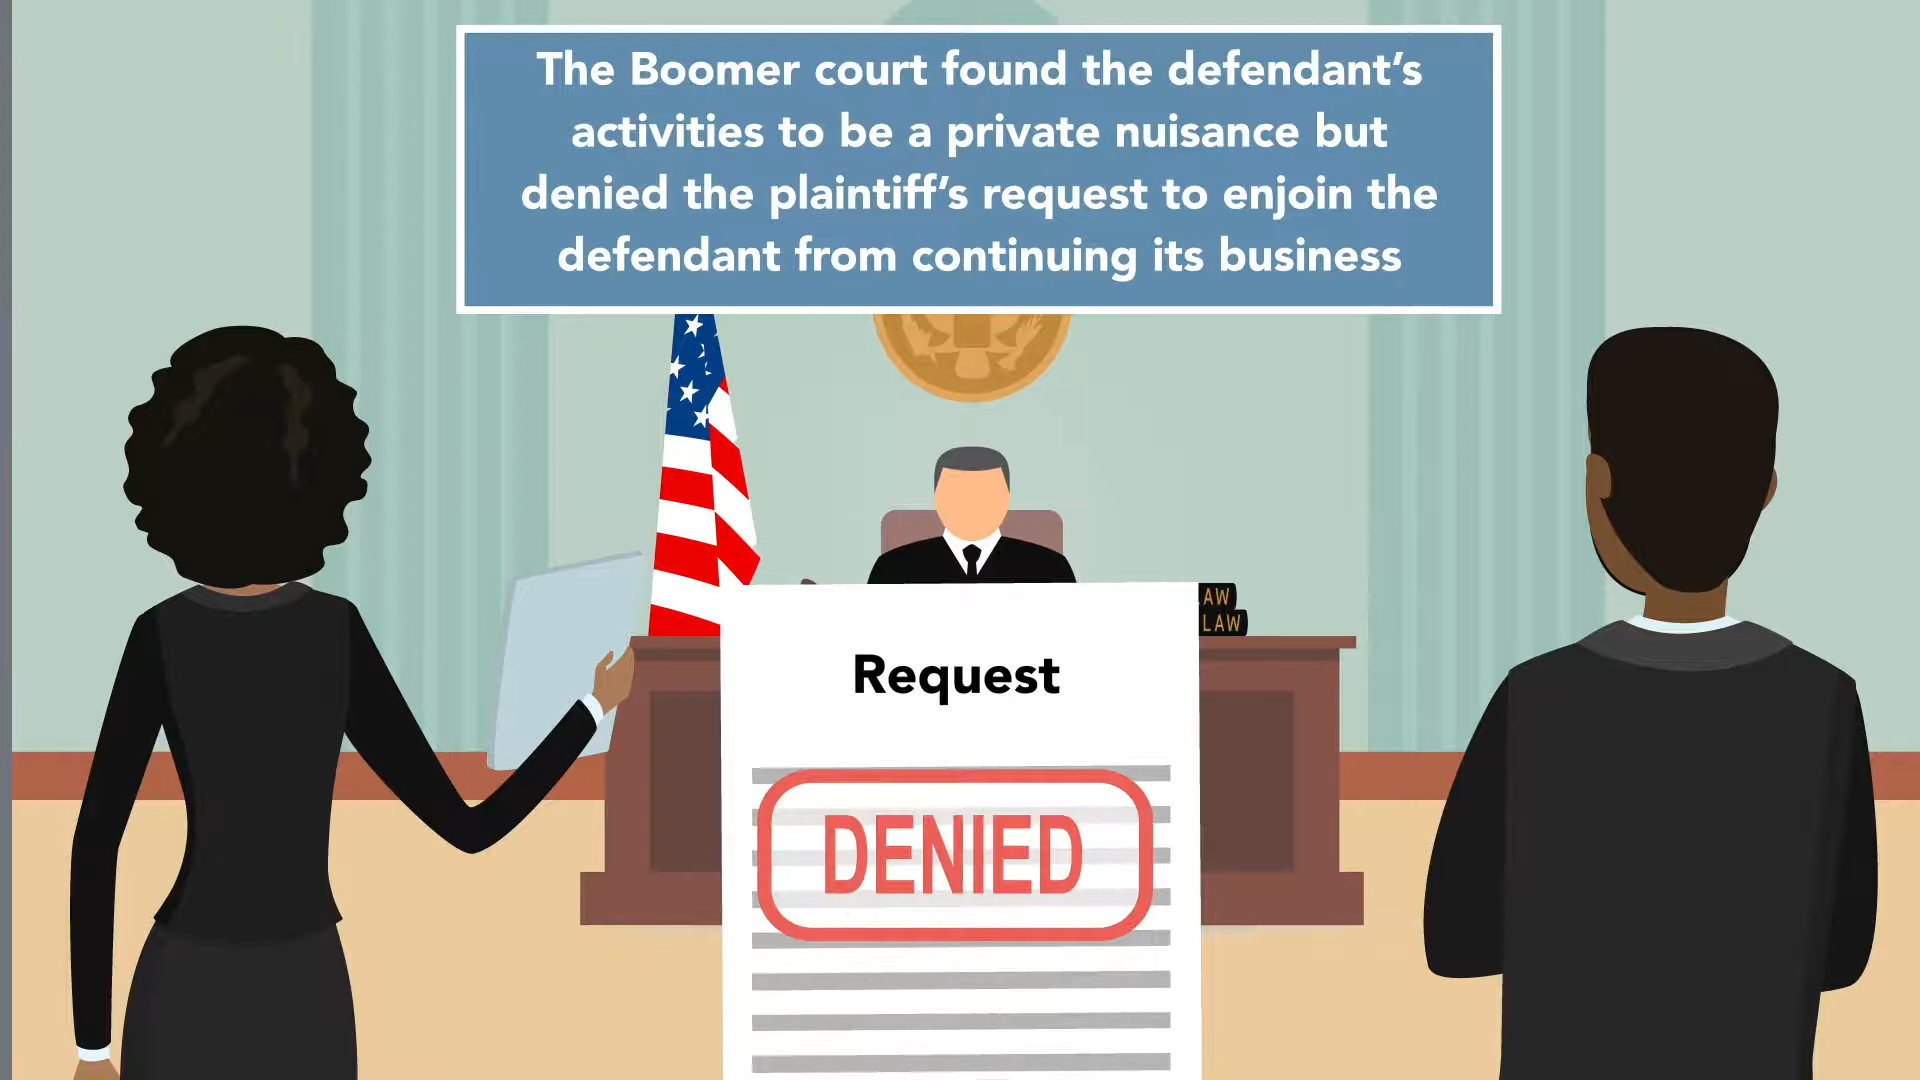 The Boomer court found the defendant’s
activities to be a private nuisance but
denied the plaintiff’s request to enjoin the
defendant from continuing its business
AW
LAW
Request
DENIED